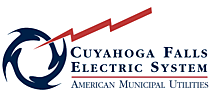 Cuyahoga Falls
Electric System
American Municipal Utilities